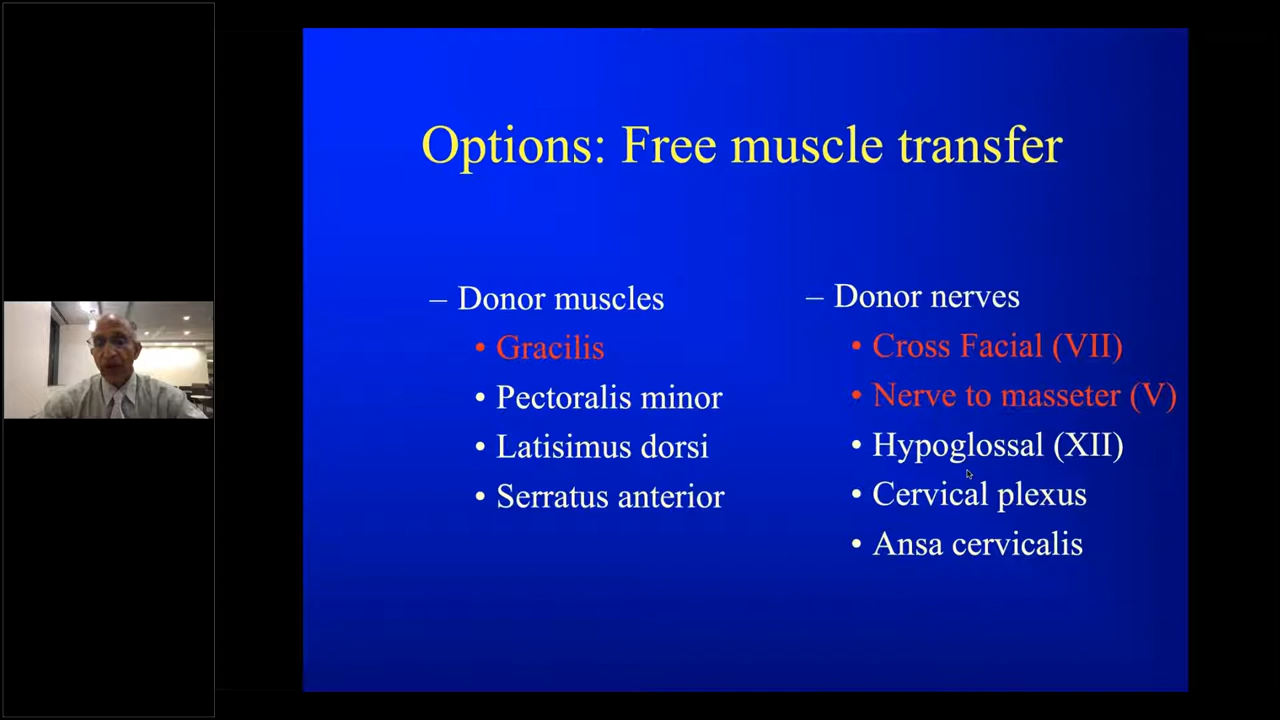 Options: Free muscle transfer
– Donor muscles
• Gracilis
• Pectoralis minor
• Latisimus dorsi
• Serratus anterior
– Donor nerves
• Cross Facial (VII)
• Nerve to masseter (V)
• Hypoglossal (XII)
• Cervical plexus
• Ansa cervicalis